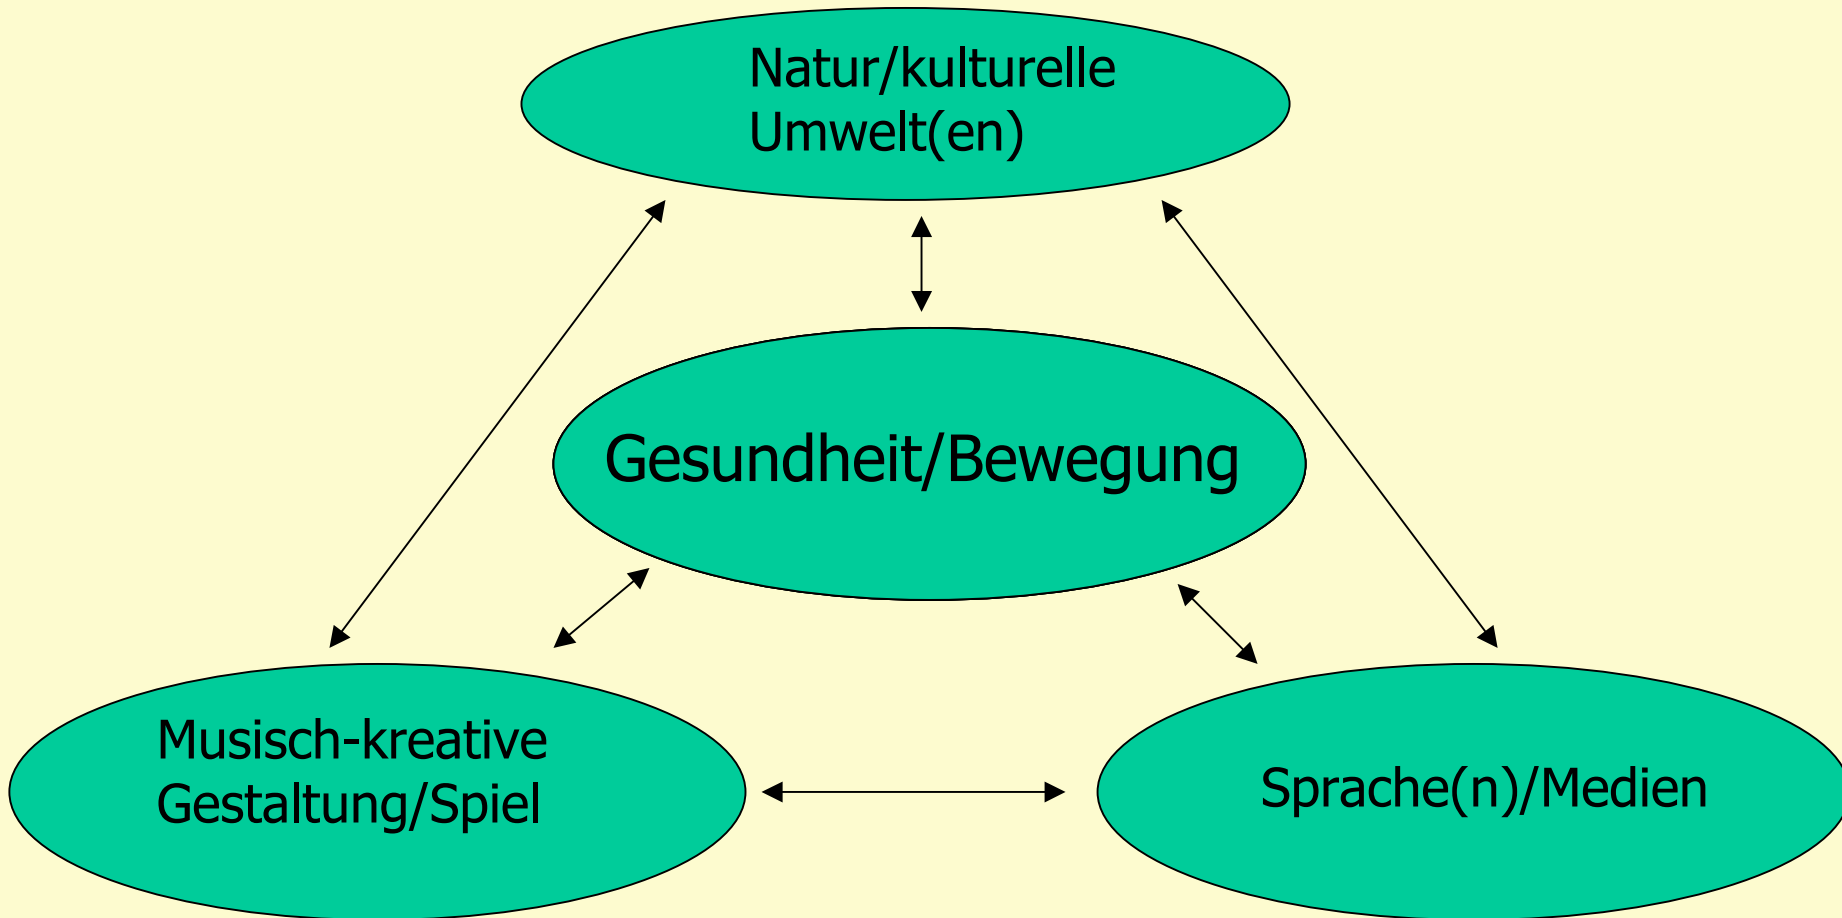 Natur/kulturelle
Umwelt(en)
Gesundheit/Bewegung
Musisch-kreative
Gestaltung/Spiel
Sprache(n)/Medien